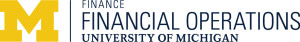 M
FINANCE
FINANCIAL OPERATIONS
UNIVERSITY OF MICHIGAN